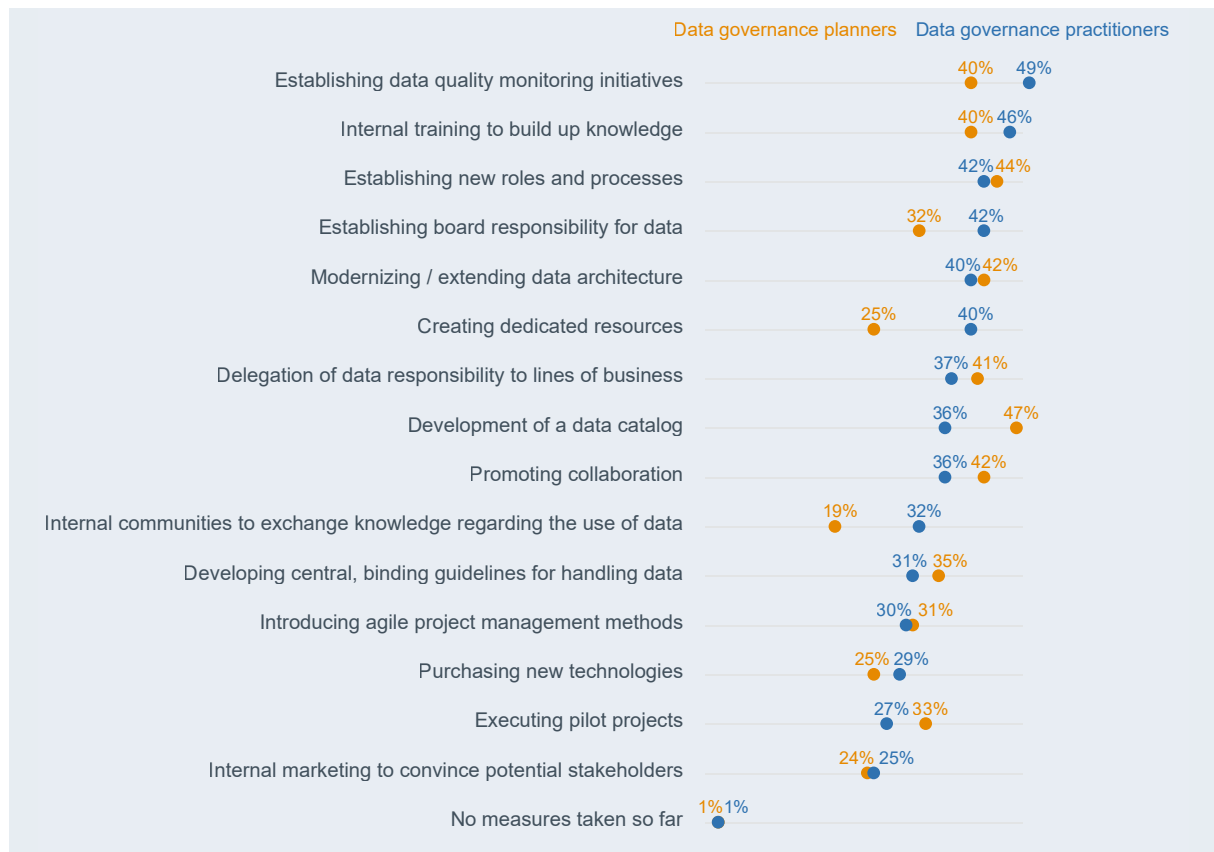 Data governance planners Data governance practitioners
Establishing data quality monitoring initiatives 40% 49%
Internal training to build up knowledge 40% 46%
Establishing new roles and processes 42% 44%
Establishing board responsibility for data 32% 42%
Modernizing / extending data architecture 40% 42%
Creating dedicated resources 25% 40%
Delegation of data responsibility to lines of business 37% 41%
Development of a data catalog 36% 47%
Promoting collaboration 36% 42%
Internal communities to exchange knowledge regarding the use of data 19% 32%
Developing central, binding guidelines for handling data 31% 35%
Introducing agile project management methods 30% 31%
Purchasing new technologies 25% 29%
Executing pilot projects 27% 33%
Internal marketing to convince potential stakeholders 24% 25%
No measures taken so far 1% 1%